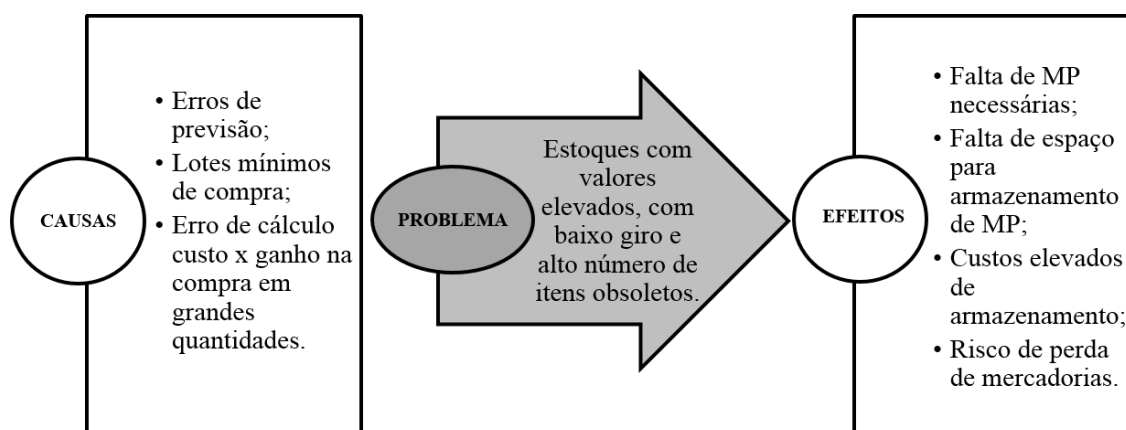 CAUSAS
• Erros de
previsão;
• Lotes mínimos
de compra;
• Erro de cálculo
custo x ganho na
compra em
grandes
quantidades.
PROBLEMA
Estoques com
valores
elevados, com
baixo giro e
alto número de
itens obsoletos.
EFEITOS
• Falta de MP
necessárias;
• Falta de espaço
para
armazenamento
de MP;
• Custos elevados
de
armazenamento;
• Risco de perda
de mercadorias.